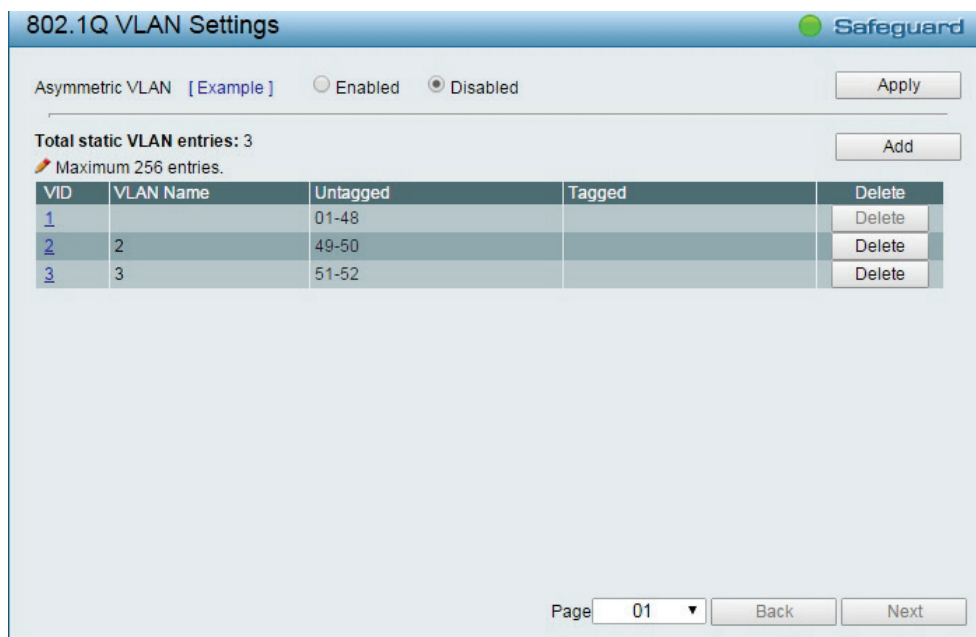 802.1Q VLAN Settings Safeguard
Asymmetric VLAN [ Example ] Enabled Disabled Apply
Total static VLAN entries: 3 Add
Maximum 256 entries.
VID VLAN Name Untagged Tagged Delete
1 01-48 Delete
2 2 49-50 Delete
3 3 51-52 Delete
Page 01 Back Next